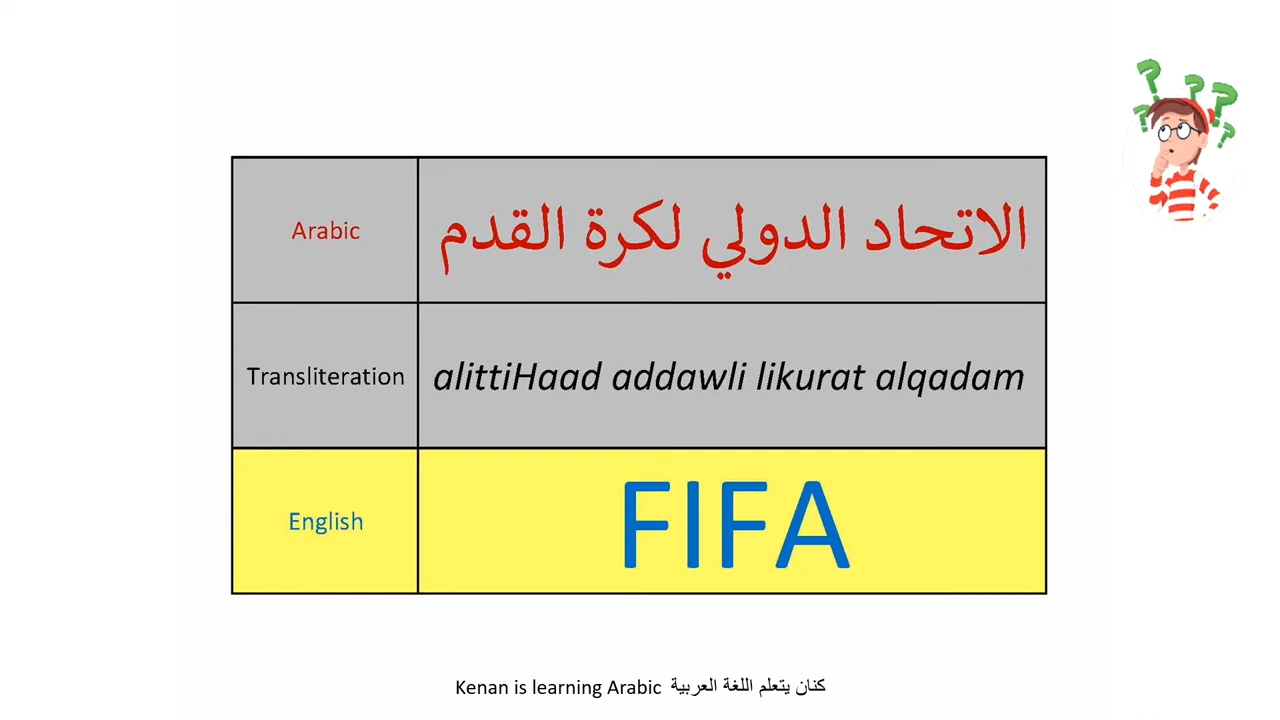 Arabic الاتحاد الدولي لكرة القدم
Transliteration alittiHaad addawli likurat alqadam
English FIFA
Kenan is learning Arabic كنان يتعلم اللغة العربية